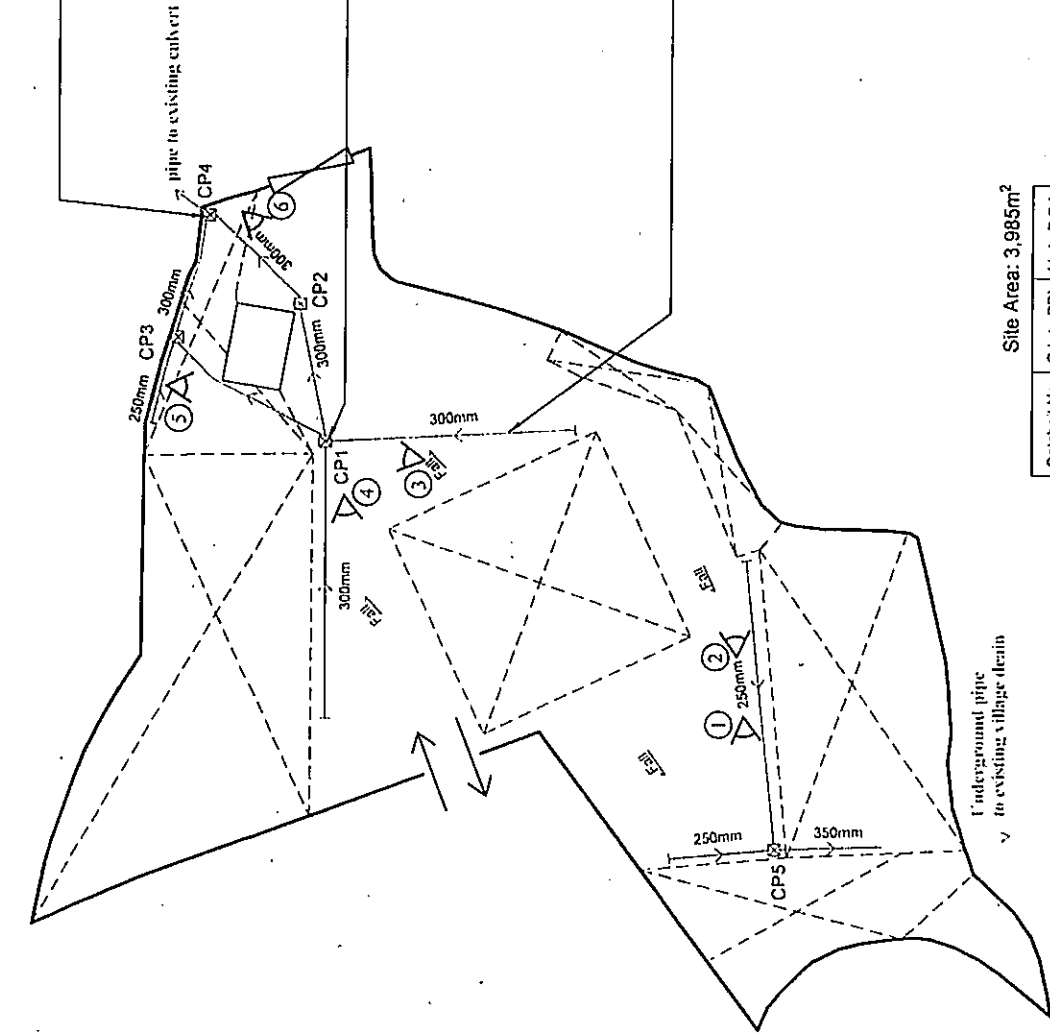 pipe to existing culvert
CP4
6
300mm
300mm
CP3
CP2
250mm
5
300mm
CP1
300mm
4
3
Fall
300mm
Fall
Fall
2
250mm
1
Fall
250mm
350mm
CP5
Underground pipe
to existing village drain
Site Area: 3,985m²